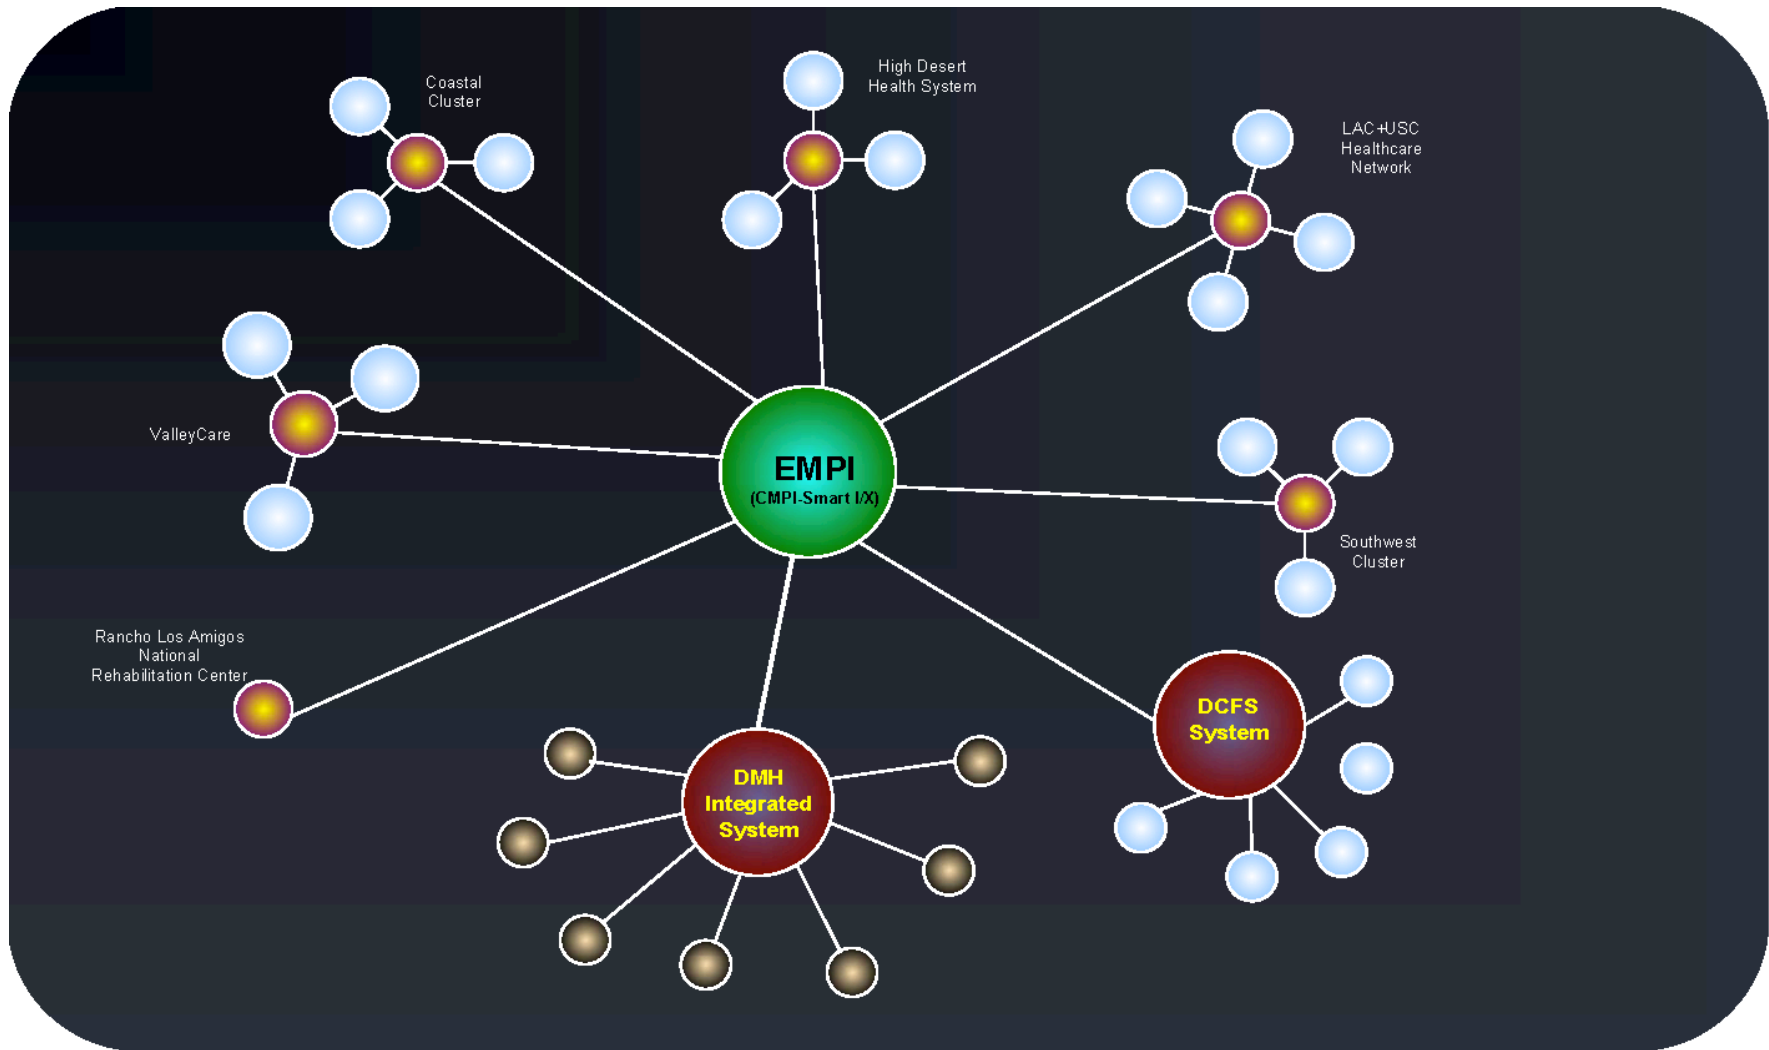 Coastal
Cluster
High Desert
Health System
LAC+USC
Healthcare
Network
ValleyCare
EMPI
(CMPI-Smart I/X)
Southwest
Cluster
Rancho Los Amigos
National
Rehabilitation Center
DCFS
System
DMH
Integrated
System